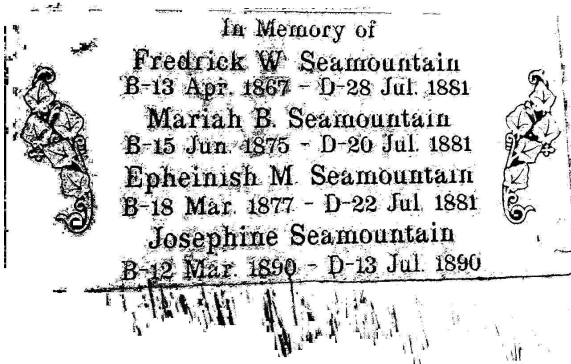 In Memory of
Fredrick W Seamountain
B-13 Apr. 1867 - D-28 Jul. 1881
Mariah B. Seamountain
B-15 Jun. 1875 - D-20 Jul. 1881
Epheinish M. Seamountain
B-18 Mar. 1877 - D-22 Jul. 1881
Josephine Seamountain
B-12 Mar. 1890 - D-13 Jul. 1890